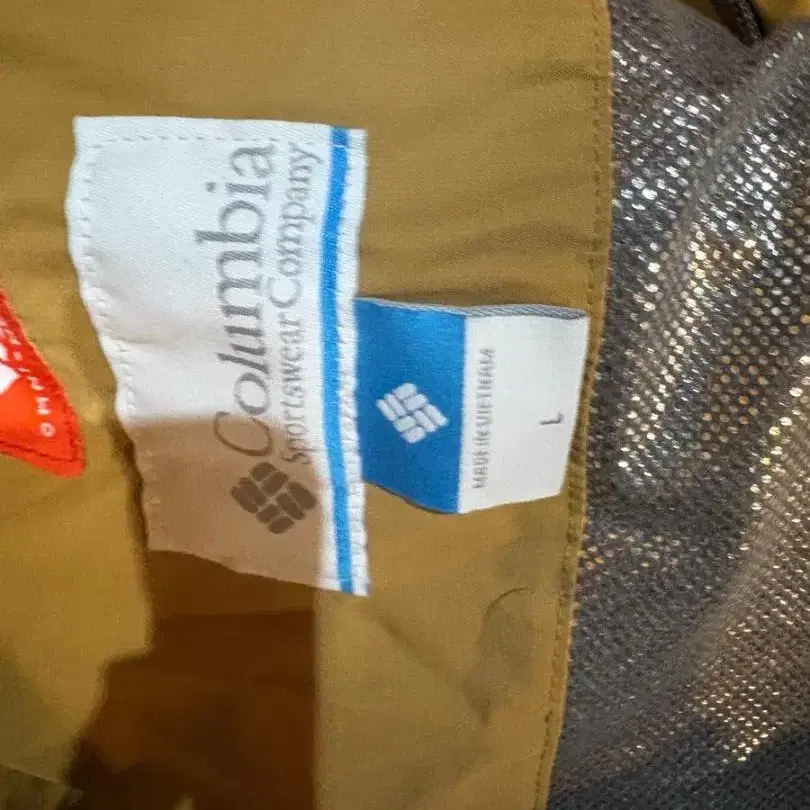 Columbia
Sportswear Company
MADE IN VIETNAM
L